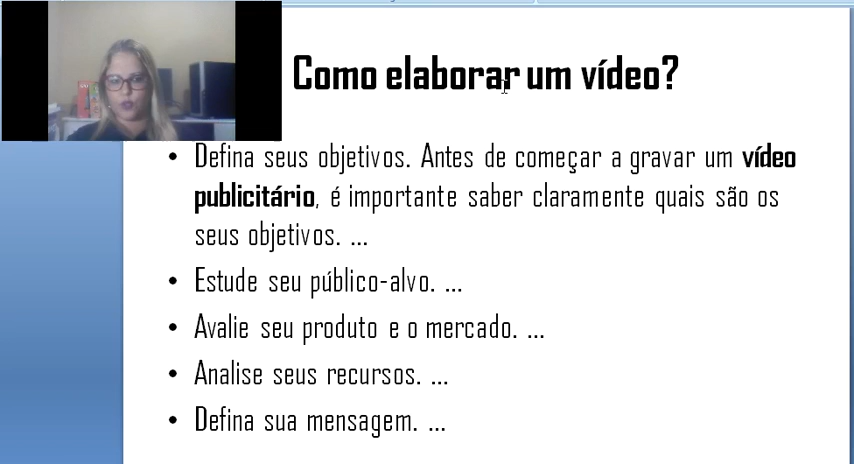 Como elaborar um vídeo?
• Defina seus objetivos. Antes de começar a gravar um vídeo
publicitário, é importante saber claramente quais são os
seus objetivos. ...
• Estude seu público-alvo. ...
• Avalie seu produto e o mercado. ...
• Analise seus recursos. ...
• Defina sua mensagem. ...